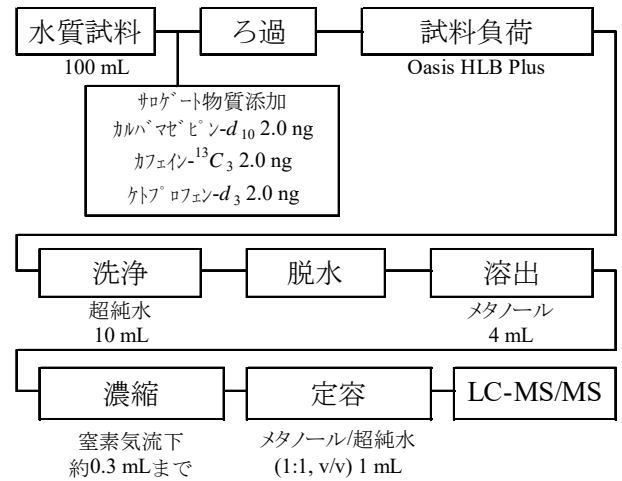 水質試料
ろ過
試料負荷
100 mL
Oasis HLB Plus
ｻﾛｹﾞｰﾄ物質添加
ｶﾙﾊﾞﾏｾﾞﾋﾟﾝ-d10 2.0 ng
ｶﾌｪｲﾝ-13C3 2.0 ng
ｹﾄﾌﾟﾛﾌｪﾝ-d3 2.0 ng
洗浄
脱水
溶出
超純水
10 mL
メタノール
4 mL
濃縮
定容
LC-MS/MS
窒素気流下
約0.3 mLまで
メタノール/超純水
(1:1, v/v) 1 mL